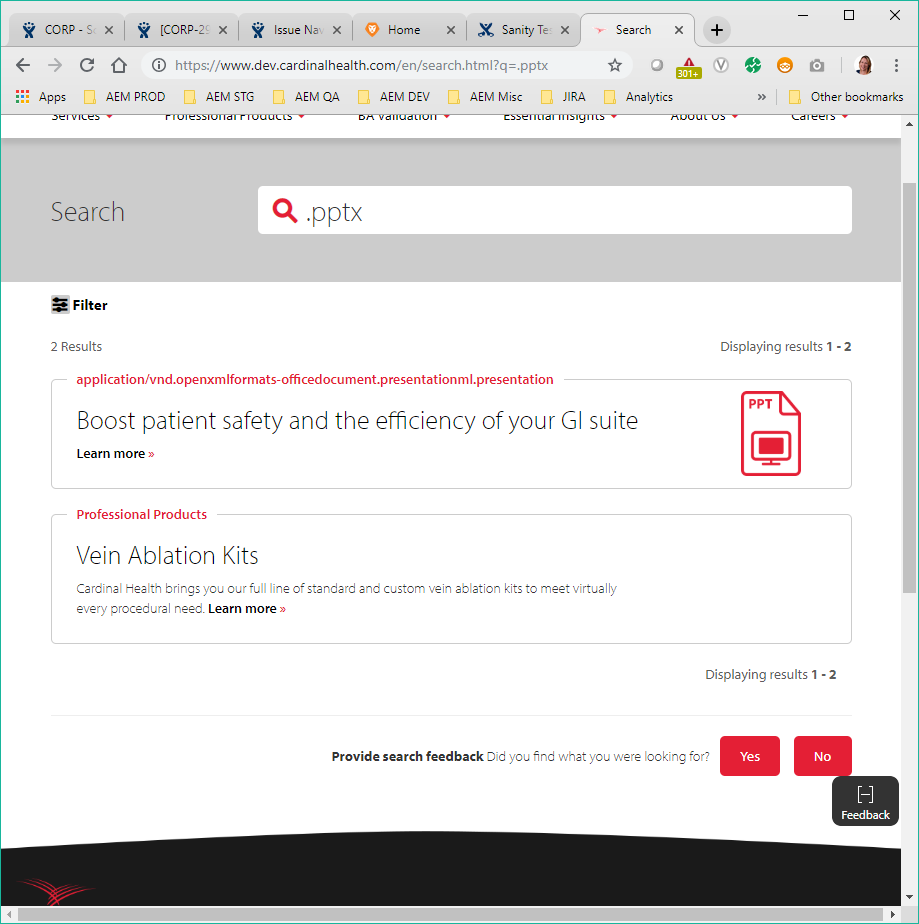 CORP - Sc
[CORP-29
Issue Nav
Home
Sanity Tes
Search
https://www.dev.cardinalhealth.com/en/search.html?q=.pptx
301+
Apps
AEM PROD
AEM STG
AEM QA
AEM DEV
AEM Misc
JIRA
Analytics
»
Other bookmarks
Services
Professional Products
BA Validation
Essential Insights
About Us
Careers
Search
.pptx
Filter
2 Results
Displaying results 1 - 2
application/vnd.openxmlformats-officedocument.presentationml.presentation
Boost patient safety and the efficiency of your GI suite
Learn more »
PPT
Professional Products
Vein Ablation Kits
Cardinal Health brings you our full line of standard and custom vein ablation kits to meet virtually
every procedural need. Learn more »
Displaying results 1 - 2
Provide search feedback Did you find what you were looking for?
Yes
No
[–]
Feedback